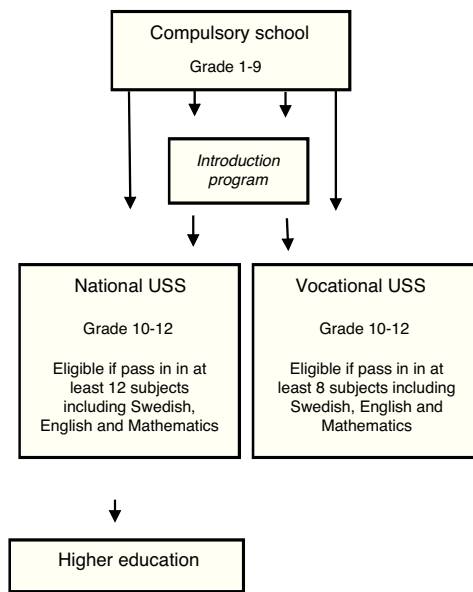 Compulsory school
Grade 1-9
Introduction
program
National USS
Grade 10-12
Eligible if pass in in at
least 12 subjects
including Swedish,
English and Mathematics
Vocational USS
Grade 10-12
Eligible if pass in in at
least 8 subjects including
Swedish, English and
Mathematics
Higher education